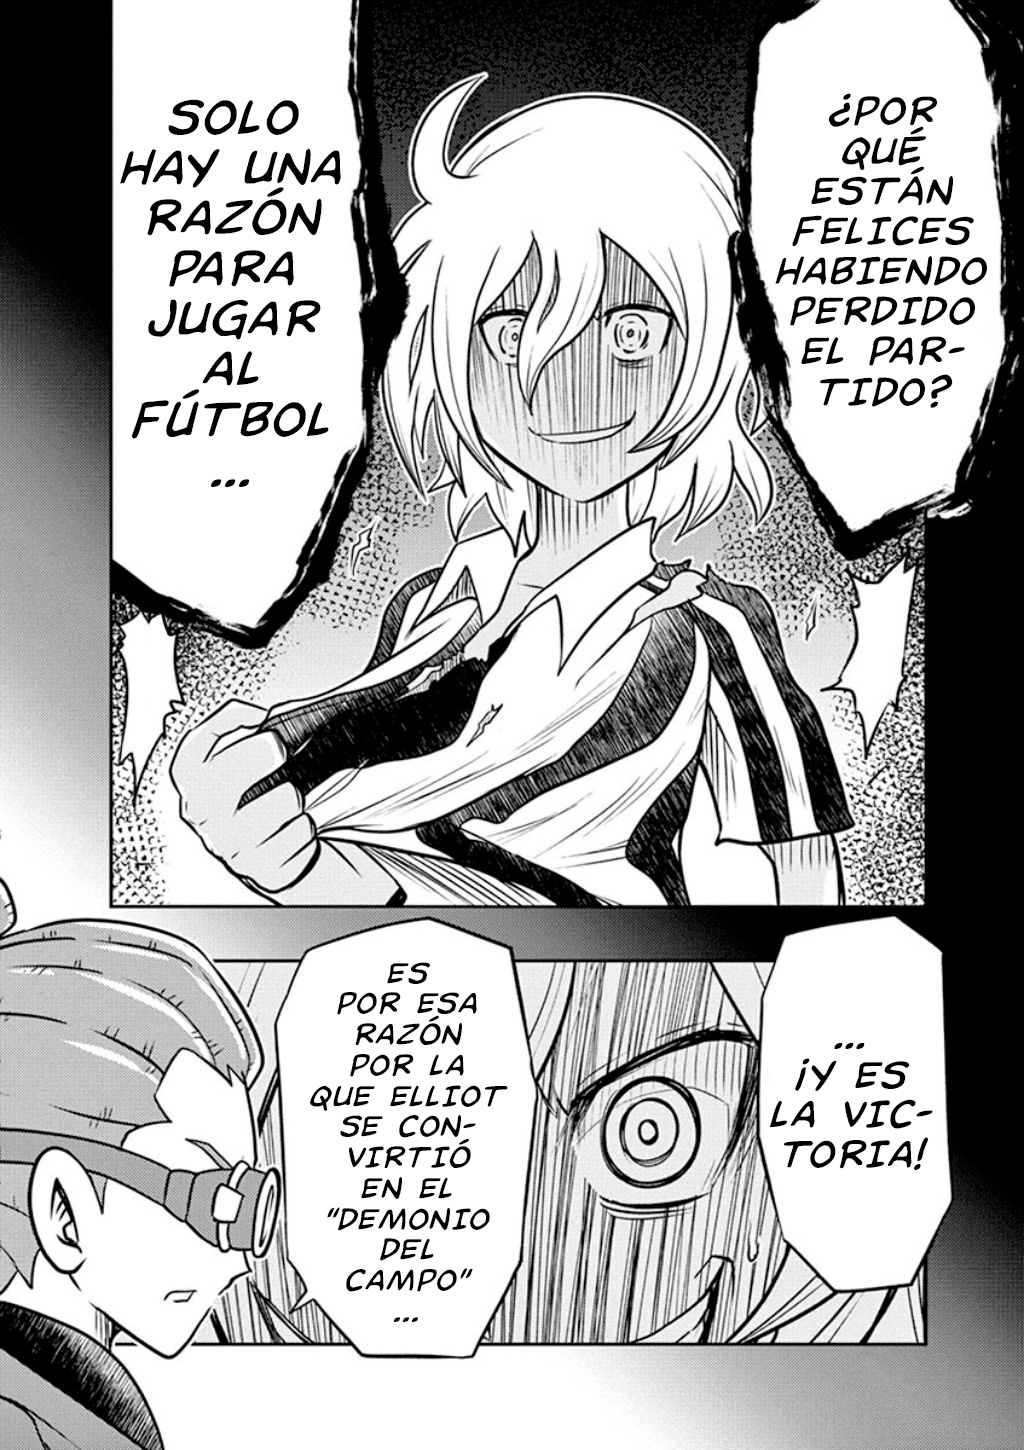 ¿POR
QUÉ
ESTÁN
FELICES
HABIENDO
PERDIDO
EL PAR-
TIDO?
SOLO
HAY UNA
RAZÓN
PARA
JUGAR
AL
FÚTBOL
...
...
¡Y ES
LA VIC-
TORIA!
ES
POR ESA
RAZÓN
POR LA
QUE ELLIOT
SE CON-
VIRTIÓ
EN EL
"DEMONIO
DEL
CAMPO"
...